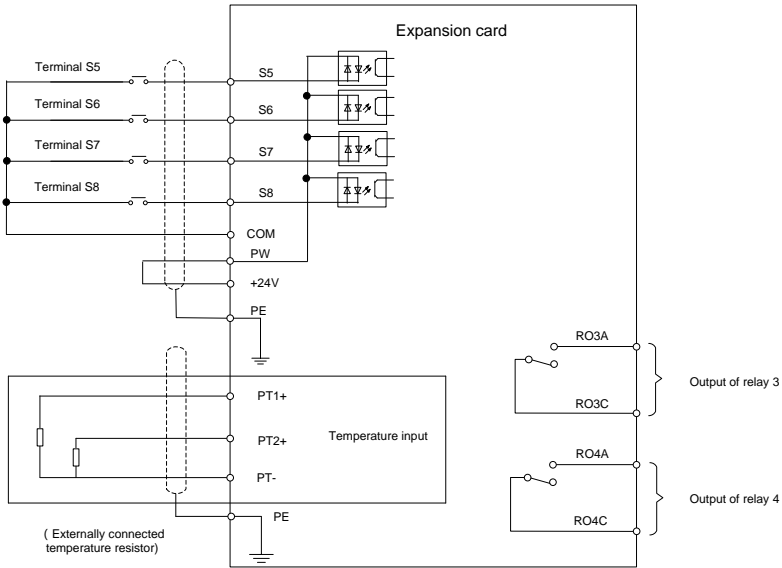 Expansion card
Terminal S5
S5
Terminal S6
S6
Terminal S7
S7
Terminal S8
S8
COM
PW
+24V
PE
RO3A
Output of relay 3
RO3C
PT1+
PT2+
Temperature input
PT-
RO4A
Output of relay 4
RO4C
PE
( Externally connected
temperature resistor)